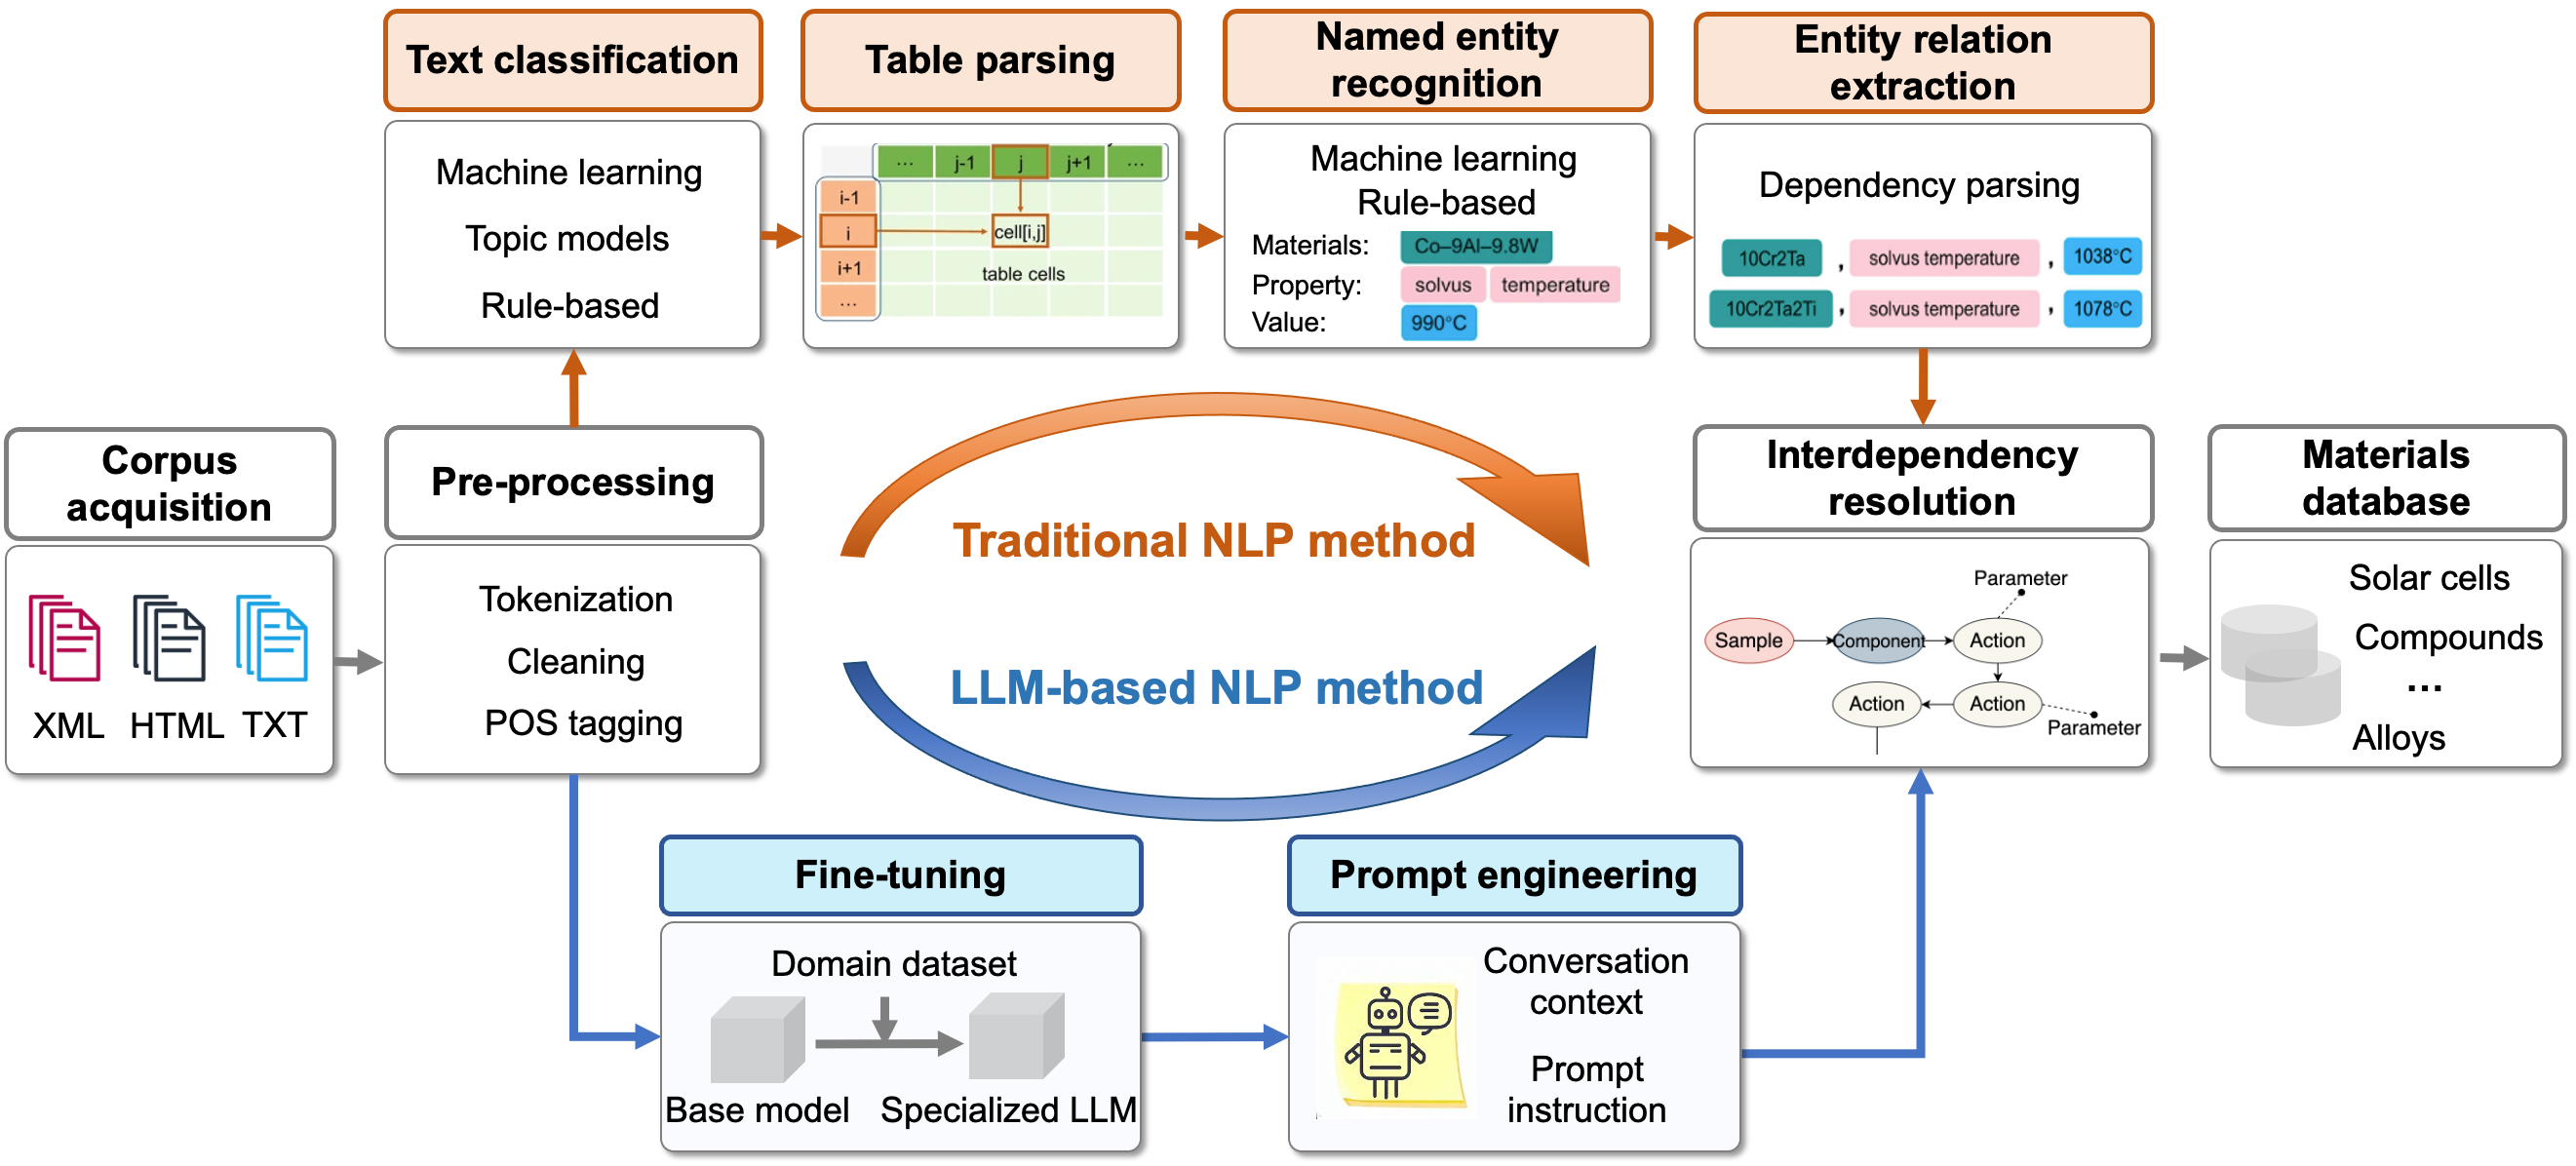 Text classification
Machine learning
Topic models
Rule-based
Table parsing
... j-1 j j+1 ...
i-1
i
i+1
...
cell[i,j]
table cells
Named entity
recognition
Machine learning
Rule-based
Materials: Co–9Al–9.8W
Property: solvus temperature
Value: 990°C
Entity relation
extraction
Dependency parsing
10Cr2Ta , solvus temperature , 1038°C
10Cr2Ta2Ti , solvus temperature , 1078°C
Corpus
acquisition
XML HTML TXT
Pre-processing
Tokenization
Cleaning
POS tagging
Traditional NLP method
LLM-based NLP method
Interdependency
resolution
Parameter
Sample Component Action
Action Action
Parameter
Materials
database
Solar cells
Compounds
...
Alloys
Fine-tuning
Domain dataset
Base model Specialized LLM
Prompt engineering
Conversation
context
Prompt
instruction